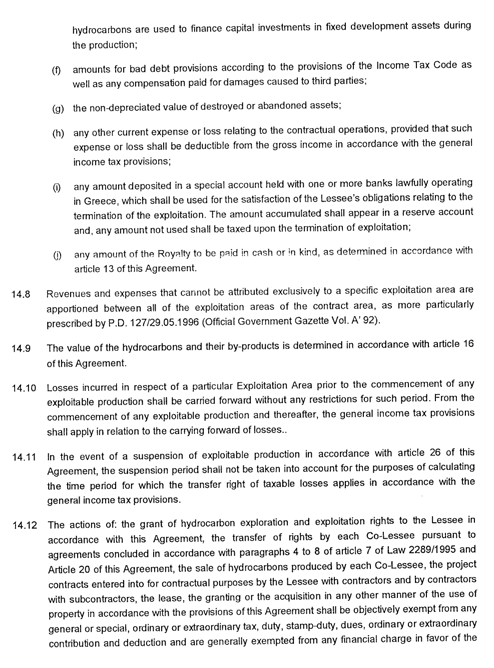 hydrocarbons are used to finance capital investments in fixed development assets during
the production;
(f) amounts for bad debt provisions according to the provisions of the Income Tax Code as
well as any compensation paid for damages caused to third parties;
(g) the non-depreciated value of destroyed or abandoned assets;
(h) any other current expense or loss relating to the contractual operations, provided that such
expense or loss shall be deductible from the gross income in accordance with the general
income tax provisions;
(i) any amount deposited in a special account held with one or more banks lawfully operating
in Greece, which shall be used for the satisfaction of the Lessee's obligations relating to the
termination of the exploitation. The amount accumulated shall appear in a reserve account
and, any amount not used shall be taxed upon the termination of exploitation;
(j) any amount of the Royalty to be paid in cash or in kind, as determined in accordance with
article 13 of this Agreement.
14.8 Revenues and expenses that cannot be attributed exclusively to a specific exploitation area are
apportioned between all of the exploitation areas of the contract area, as more particularly
prescribed by P.D. 127/29.05.1996 (Official Government Gazette Vol. A' 92).
14.9 The value of the hydrocarbons and their by-products is determined in accordance with article 16
of this Agreement.
14.10 Losses incurred in respect of a particular Exploitation Area prior to the commencement of any
exploitable production shall be carried forward without any restrictions for such period. From the
commencement of any exploitable production and thereafter, the general income tax provisions
shall apply in relation to the carrying forward of losses..
14.11 In the event of a suspension of exploitable production in accordance with article 26 of this
Agreement, the suspension period shall not be taken into account for the purposes of calculating
the time period for which the transfer right of taxable losses applies in accordance with the
general income tax provisions.
14.12 The actions of: the grant of hydrocarbon exploration and exploitation rights to the Lessee in
accordance with this Agreement, the transfer of rights by each Co-Lessee pursuant to
agreements concluded in accordance with paragraphs 4 to 8 of article 7 of Law 2289/1995 and
Article 20 of this Agreement, the sale of hydrocarbons produced by each Co-Lessee, the project
contracts entered into for contractual purposes by the Lessee with contractors and by contractors
with subcontractors, the lease, the granting or the acquisition in any other manner of the use of
property in accordance with the provisions of this Agreement shall be objectively exempt from any
general or special, ordinary or extraordinary tax, duty, stamp-duty, dues, ordinary or extraordinary
contribution and deduction and are generally exempted from any financial charge in favor of the